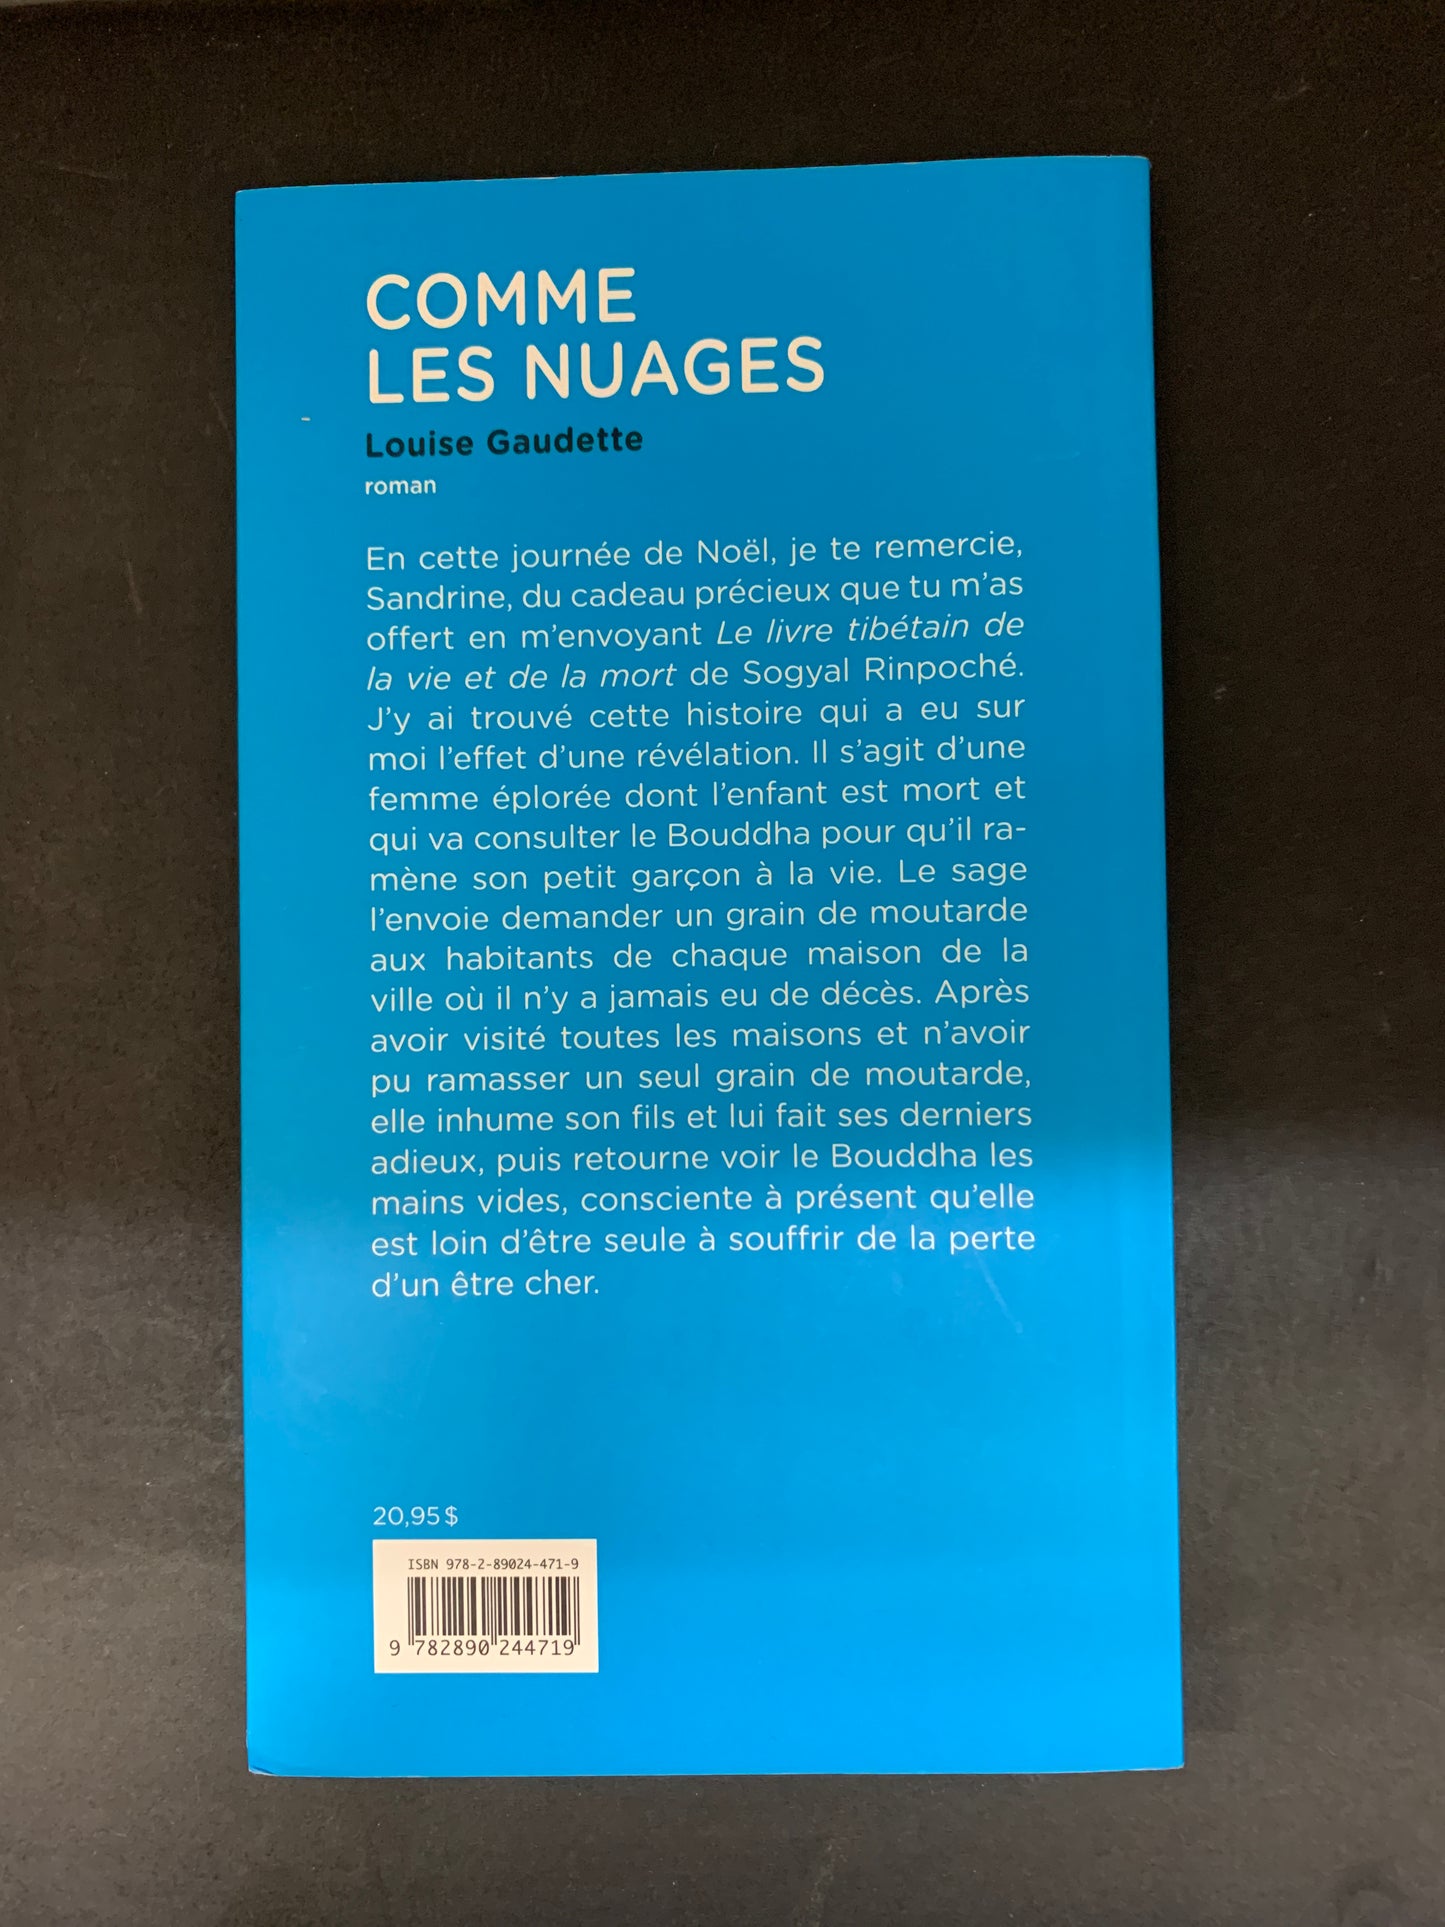 COMME
LES NUAGES
Louise Gaudette
roman
En cette journée de Noël, je te remercie,
Sandrine, du cadeau précieux que tu m'as
offert en m'envoyant Le livre tibétain de
la vie et de la mort de Sogyal Rinpoché.
J'y ai trouvé cette histoire qui a eu sur
moi l'effet d'une révélation. Il s'agit d'une
femme éplorée dont l'enfant est mort et
qui va consulter le Bouddha pour qu'il ra-
mène son petit garçon à la vie. Le sage
l'envoie demander un grain de moutarde
aux habitants de chaque maison de la
ville où il n'y a jamais eu de décès. Après
avoir visité toutes les maisons et n'avoir
pu ramasser un seul grain de moutarde,
elle inhume son fils et lui fait ses derniers
adieux, puis retourne voir le Bouddha les
mains vides, consciente à présent qu'elle
est loin d'être seule à souffrir de la perte
d'un être cher.
20,95 $
ISBN 978-2-89024-471-9
9 782890 244719